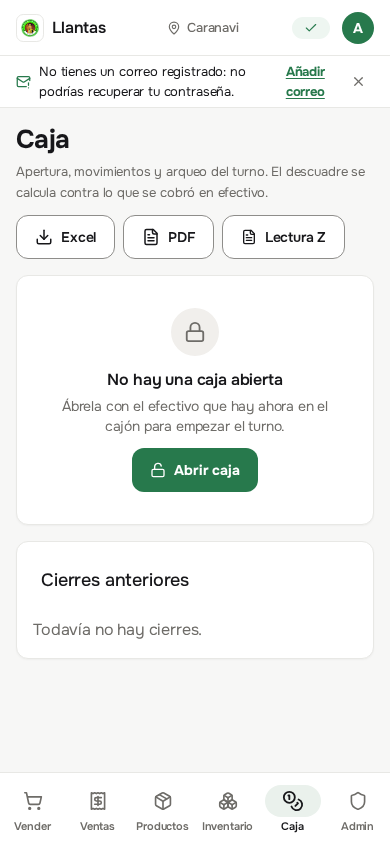 Llantas
Caranavi
A
No tienes un correo registrado: no
podrías recuperar tu contraseña.
Añadir
correo
Caja
Apertura, movimientos y arqueo del turno. El descuadre se
calcula contra lo que se cobró en efectivo.
Excel
PDF
Lectura Z
No hay una caja abierta
Ábrela con el efectivo que hay ahora en el
cajón para empezar el turno.
Abrir caja
Cierres anteriores
Todavía no hay cierres.
Vender
Ventas
Productos
Inventario
Caja
Admin